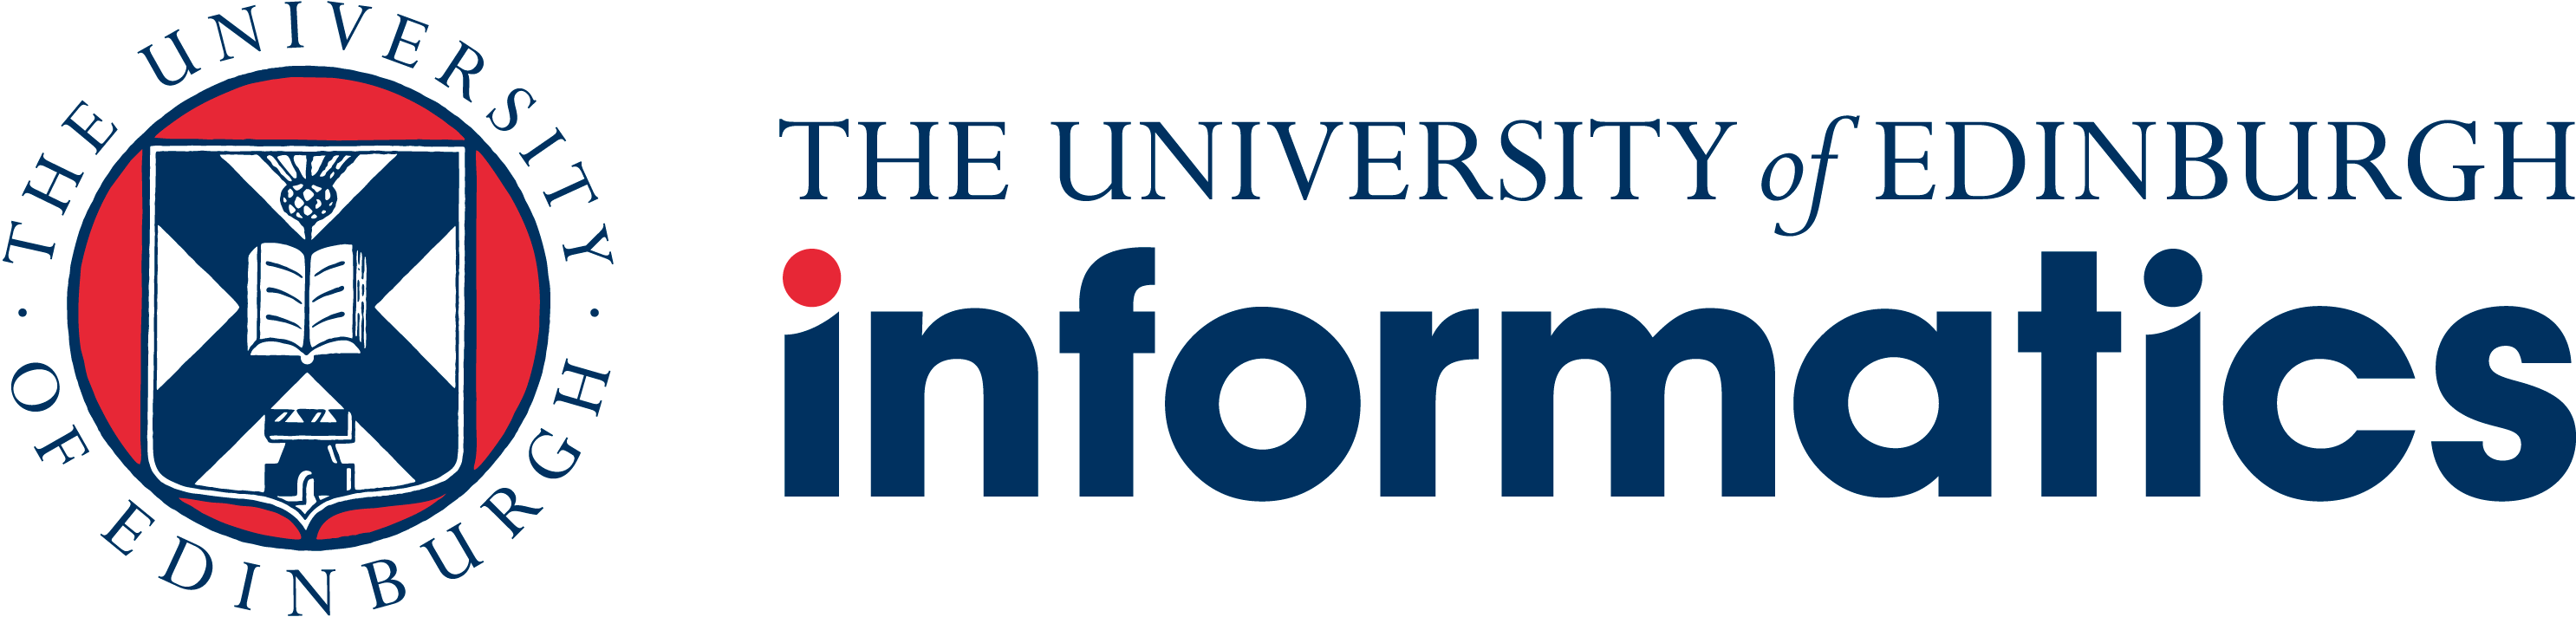 THE UNIVERSITY
· OF EDINBURGH ·
THE UNIVERSITY of EDINBURGH
informatics